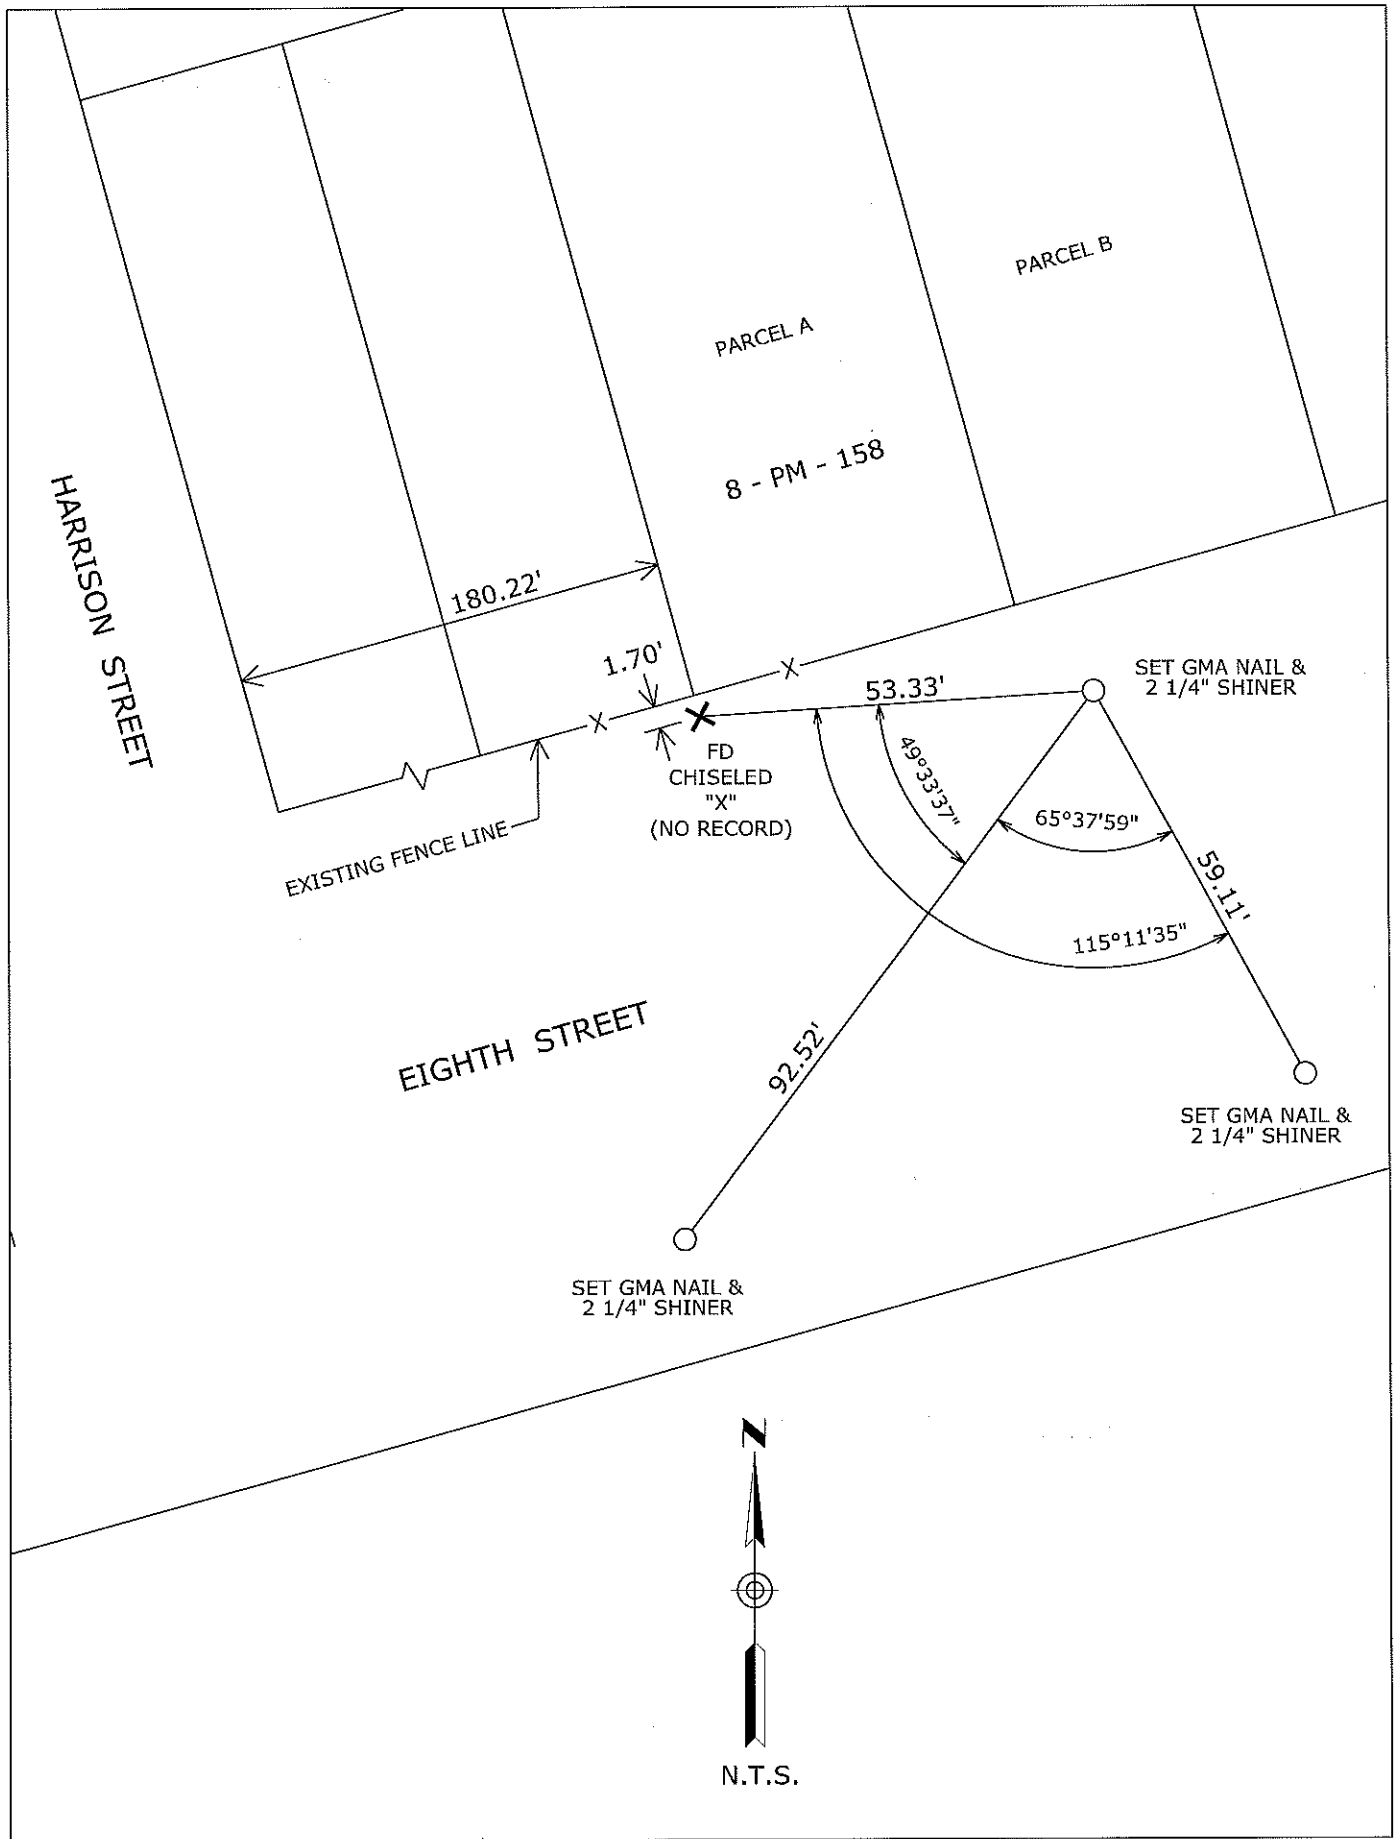 PARCEL B
PARCEL A
8 - PM - 158
HARRISON STREET
180.22'
1.70'
X
X
53.33'
SET GMA NAIL &
2 1/4" SHINER
FD
CHISELED
"X"
(NO RECORD)
49°33'37"
65°37'59"
EXISTING FENCE LINE
59.11'
115°11'35"
EIGHTH STREET
92.52'
SET GMA NAIL &
2 1/4" SHINER
SET GMA NAIL &
2 1/4" SHINER
N
N.T.S.